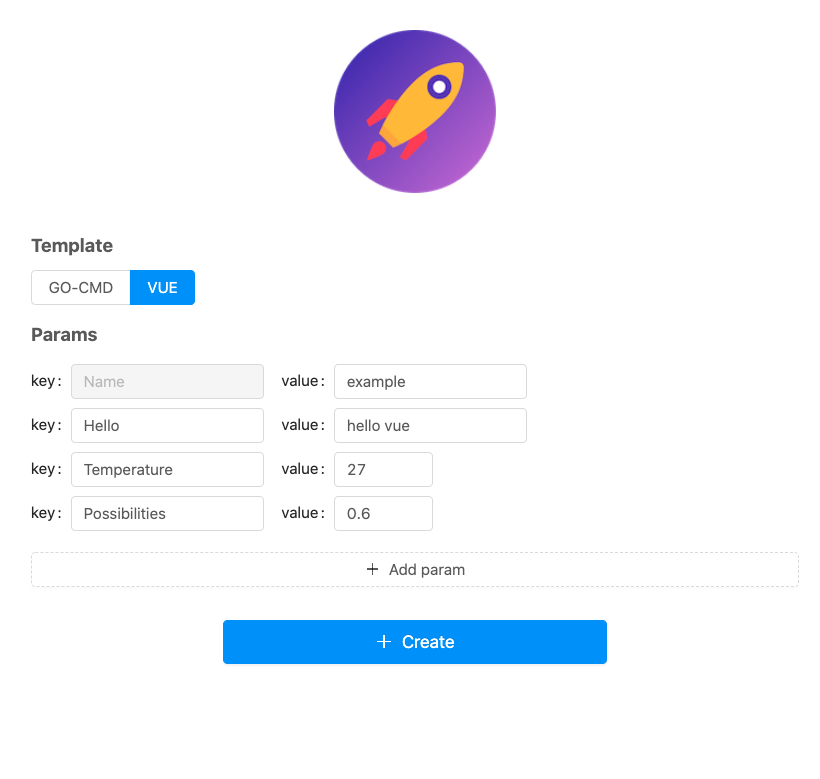 Template
GO-CMD VUE
Params
key: Name value: example
key: Hello value: hello vue
key: Temperature value: 27
key: Possibilities value: 0.6
+ Add param
+ Create